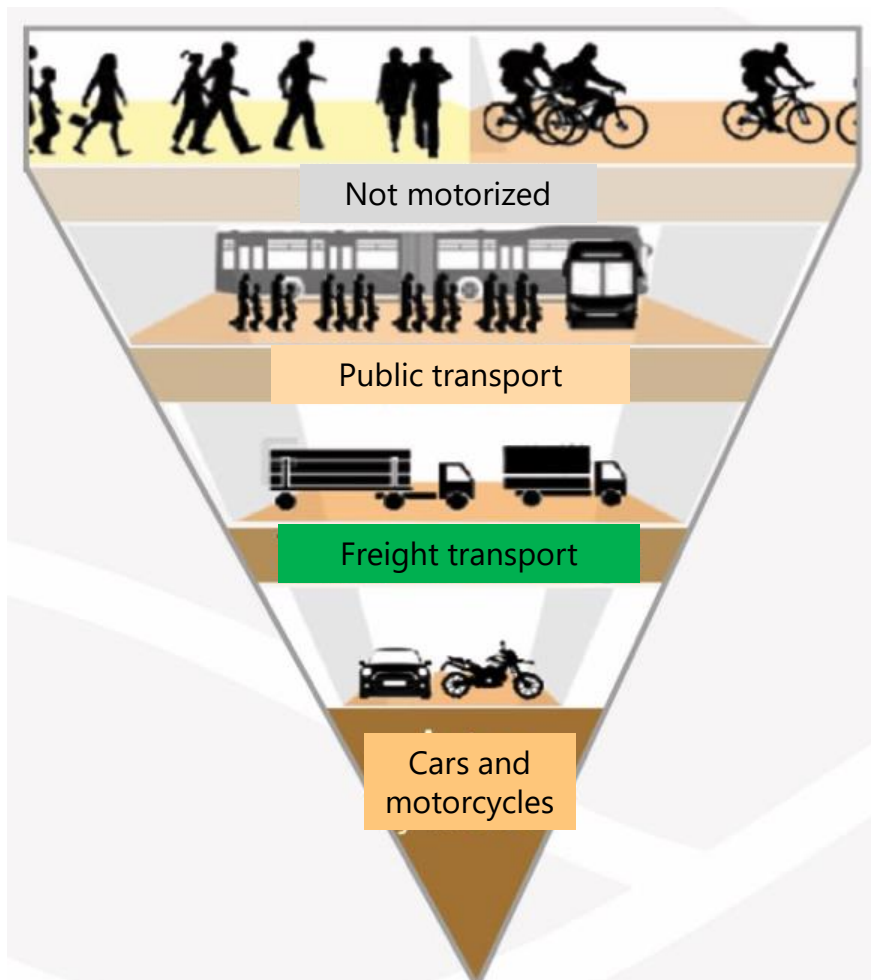 Not motorized
Public transport
Freight transport
Cars and
motorcycles